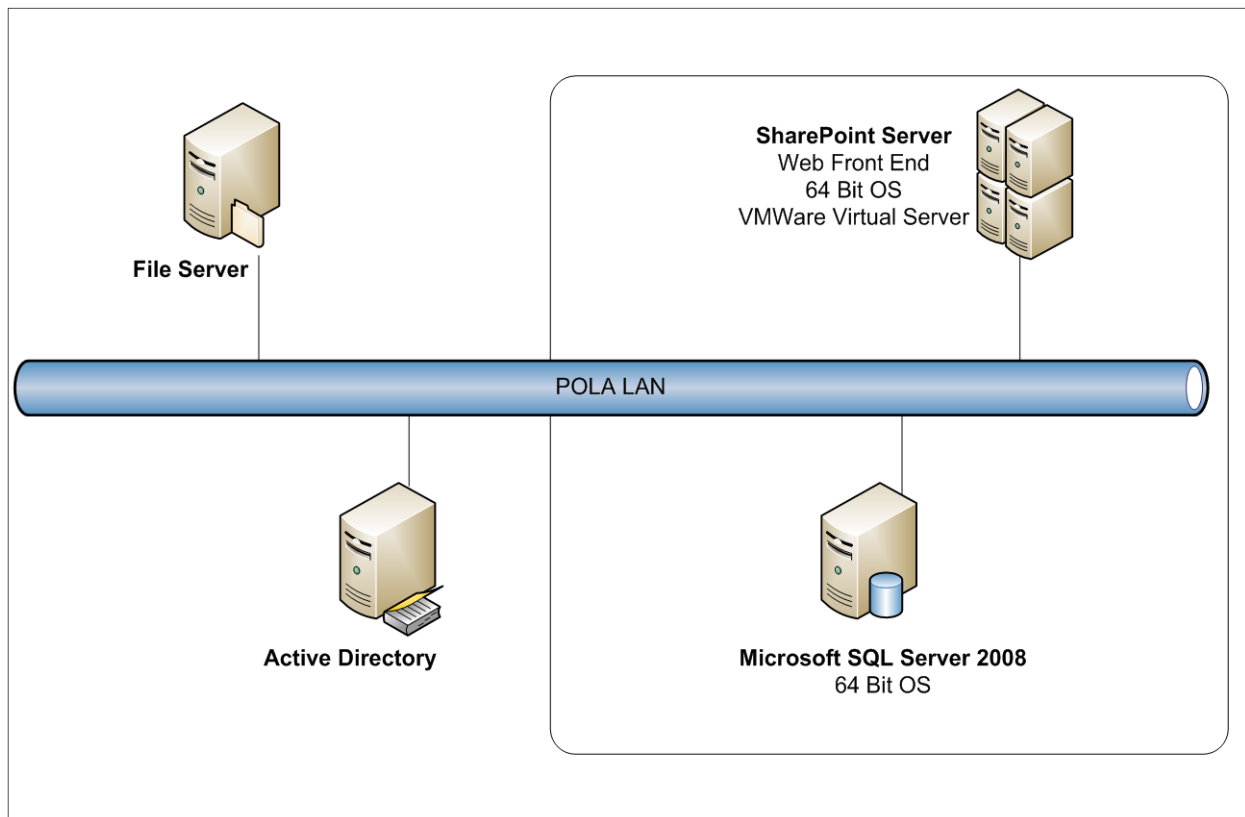 SharePoint Server
Web Front End
64 Bit OS
VMWare Virtual Server
File Server
POLA LAN
Active Directory
Microsoft SQL Server 2008
64 Bit OS